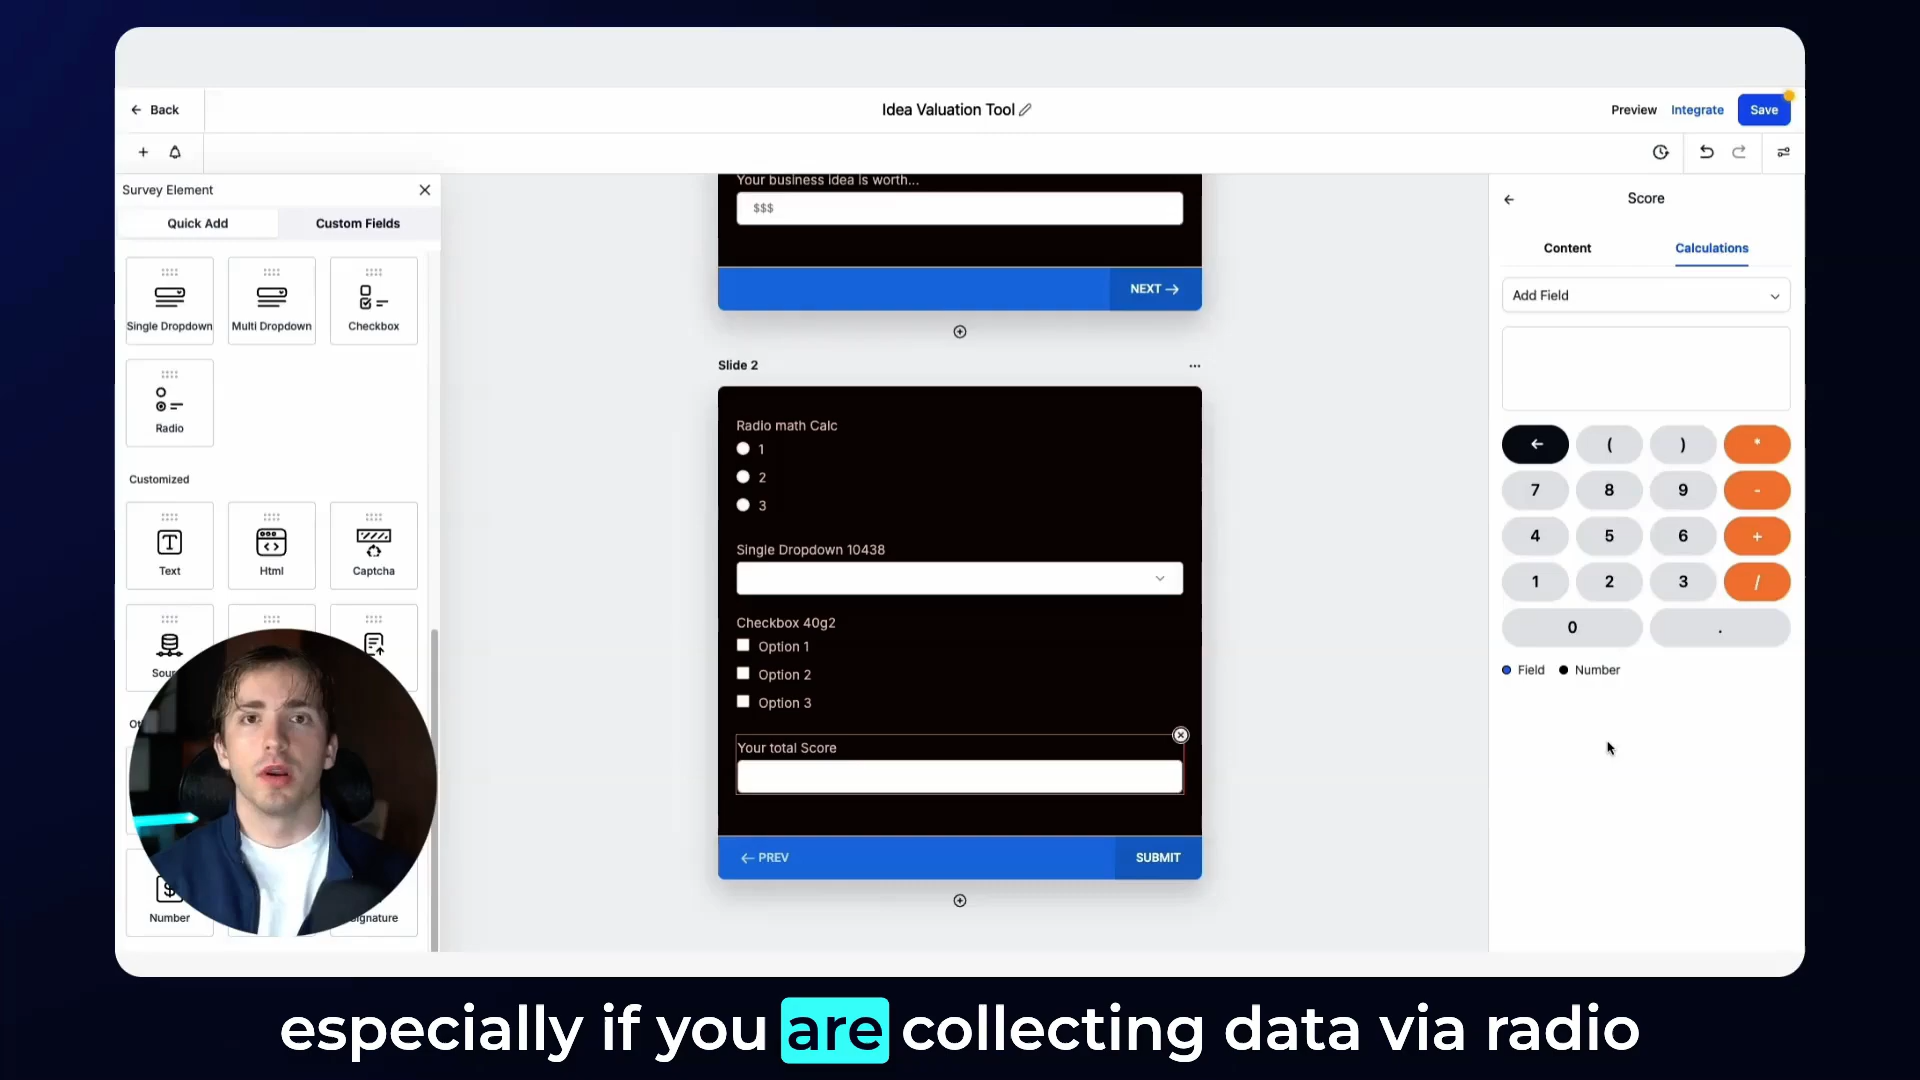 Back
Idea Valuation Tool
Preview
Integrate
Save
Survey Element
Quick Add
Custom Fields
Single Dropdown
Multi Dropdown
Checkbox
Radio
Customized
Text
Html
Captcha
Number
Your business idea is worth...
$$$
NEXT →
Slide 2
...
Radio math Calc
1
2
3
Single Dropdown 10438
Checkbox 40g2
Option 1
Option 2
Option 3
Your total Score
← PREV
SUBMIT
Score
Content
Calculations
Add Field
← ( ) *
7 8 9 -
4 5 6 +
1 2 3 /
0 .
Field
Number
especially if you are collecting data via radio